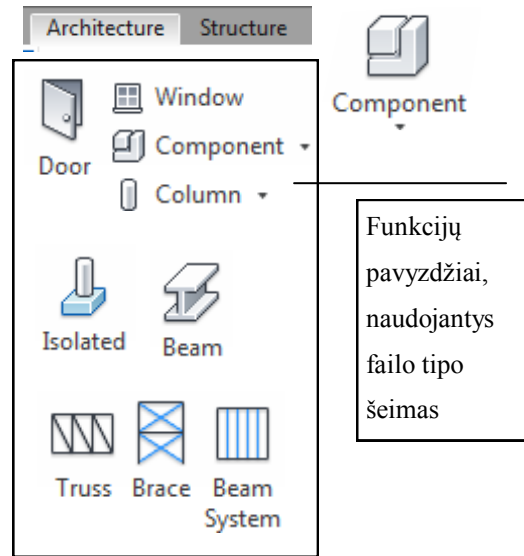 Architecture Structure
Window
Component
Door
Column
Component
Funkcijų
pavyzdžiai,
naudojantys
failo tipo
šeimas
Isolated
Beam
Truss Brace Beam
System